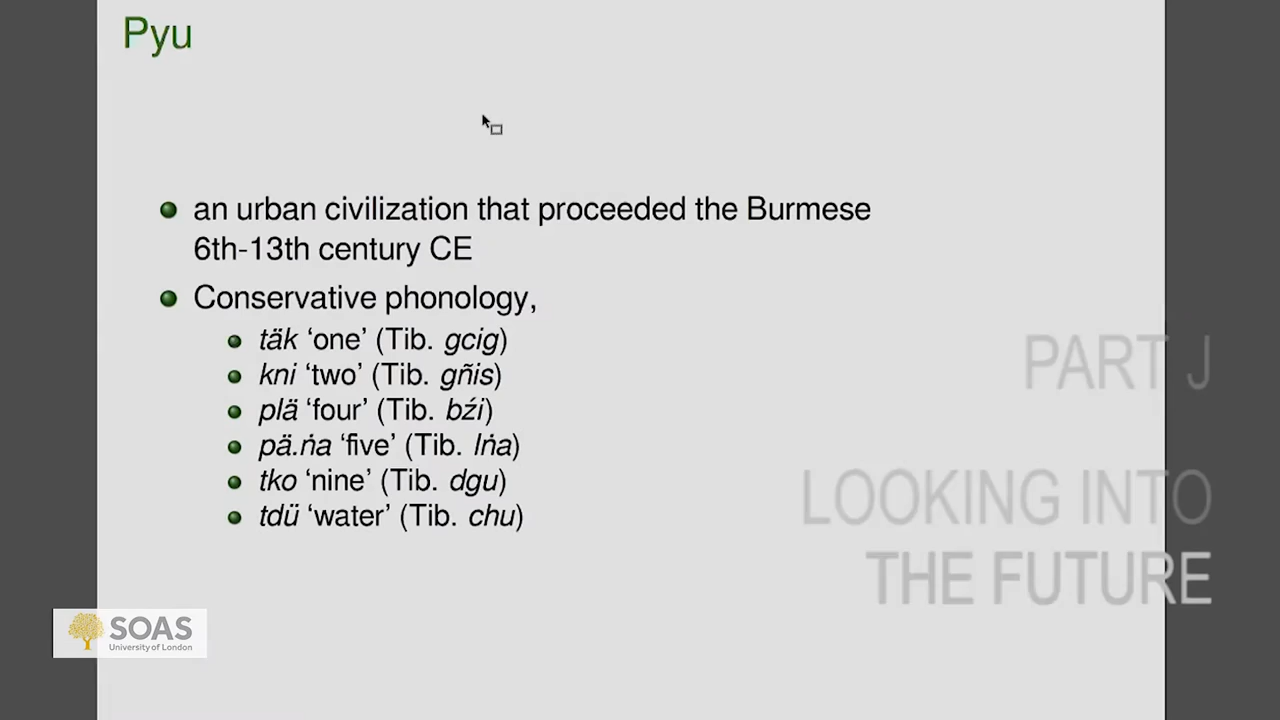 Pyu
an urban civilization that proceeded the Burmese
6th-13th century CE
Conservative phonology,
täk ‘one’ (Tib. gcig)
kni ‘two’ (Tib. gñis)
plä ‘four’ (Tib. bźi)
pä.ṅa ‘five’ (Tib. lṅa)
tko ‘nine’ (Tib. dgu)
tdü ‘water’ (Tib. chu)
PART J
LOOKING INTO
THE FUTURE
SOAS
University of London